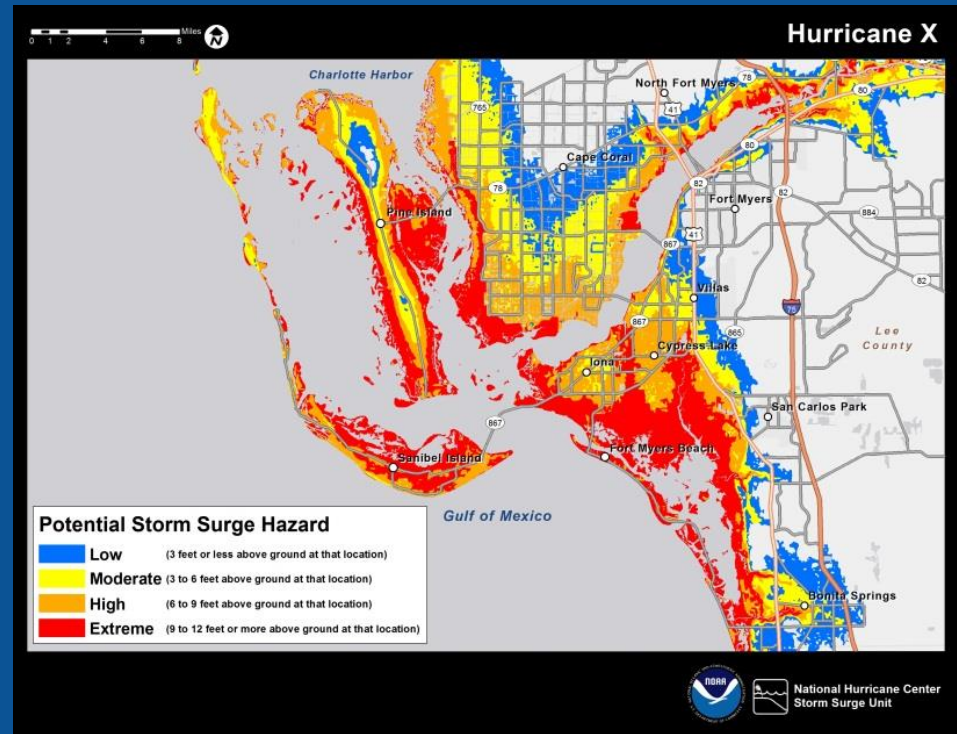 Miles
0 1 2 4 6 8
N
Hurricane X
Charlotte Harbor
North Fort Myers
78
80
765
41
80
Cape Coral
82
78
Fort Myers
82
884
Pine Island
41
867
82
Villas
75
867
865
Lee
County
Cypress Lake
Iona
San Carlos Park
867
Fort Myers Beach
Sanibel Island
Gulf of Mexico
Potential Storm Surge Hazard
Low (3 feet or less above ground at that location)
Moderate (3 to 6 feet above ground at that location)
High (6 to 9 feet above ground at that location)
Extreme (9 to 12 feet or more above ground at that location)
Bonita Springs
NOAA
National Hurricane Center
Storm Surge Unit